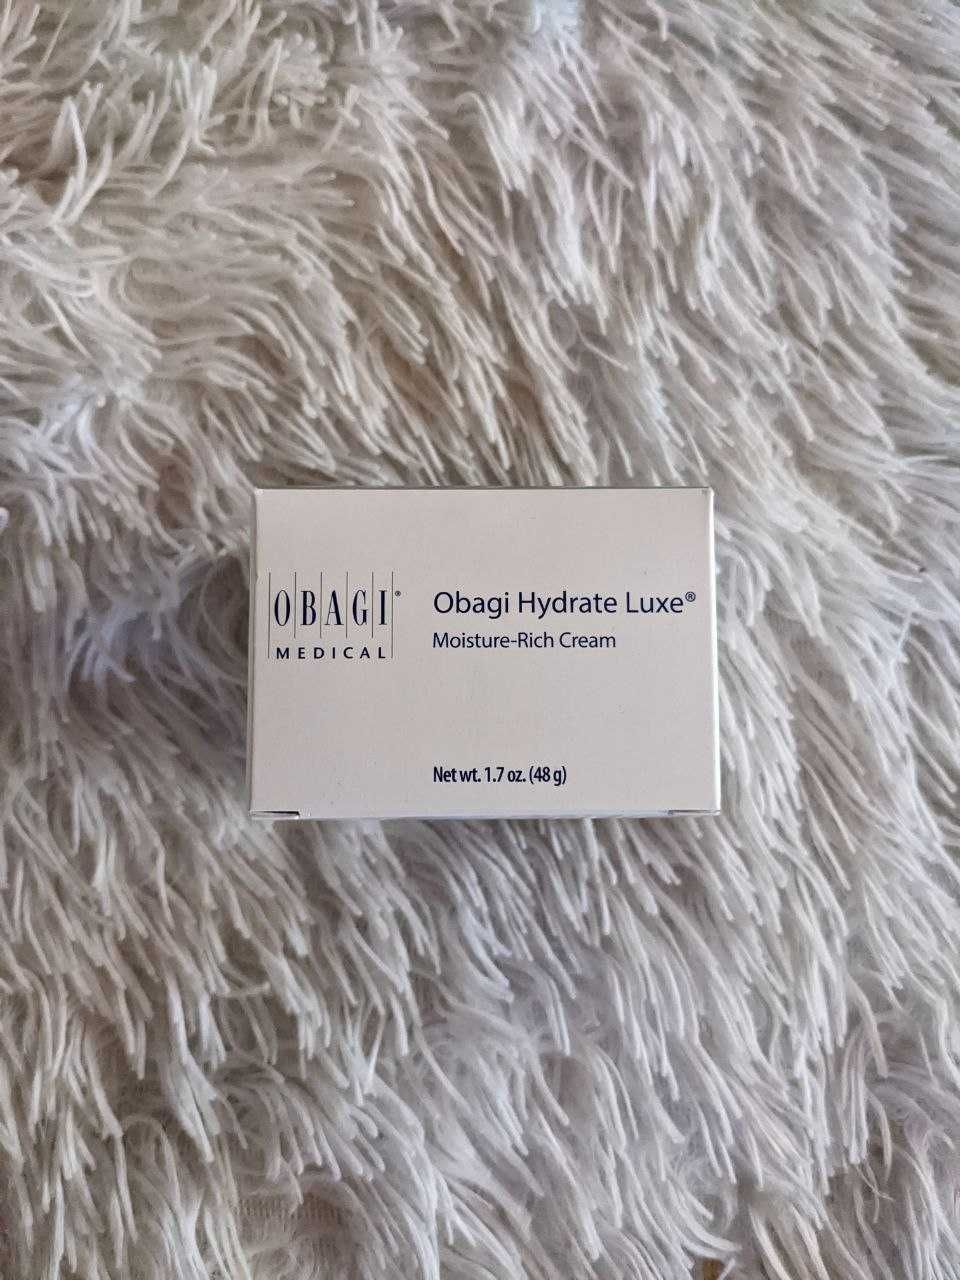 OBAGI®
MEDICAL
Obagi Hydrate Luxe®
Moisture-Rich Cream
Net wt. 1.7 oz. (48 g)